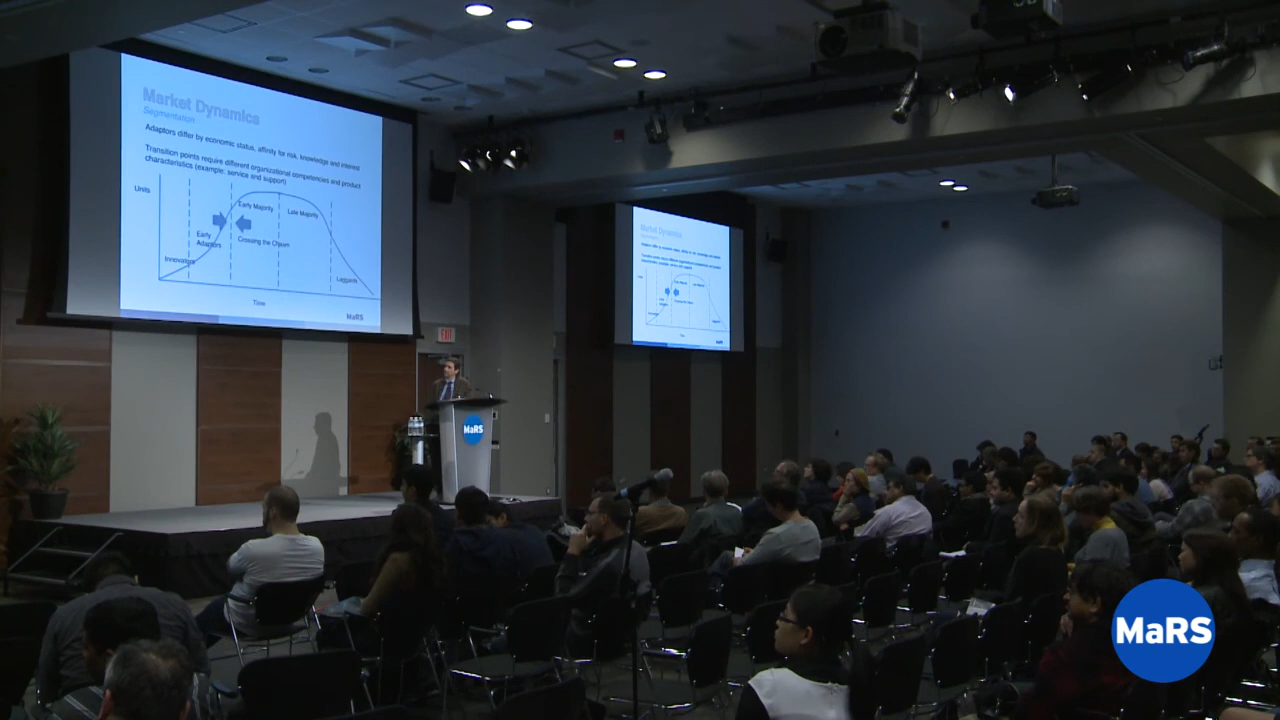 Market Dynamics
Segmentation
Adaptors differ by economic status, affinity for risk, knowledge and interest
Transition points require different organizational competencies and product
characteristics (example: service and support)
Units
Early Majority
Late Majority
Early
Adaptors
Crossing the Chasm
Innovators
Laggards
Time
MaRS
Market Dynamics
EXIT
MaRS
MaRS